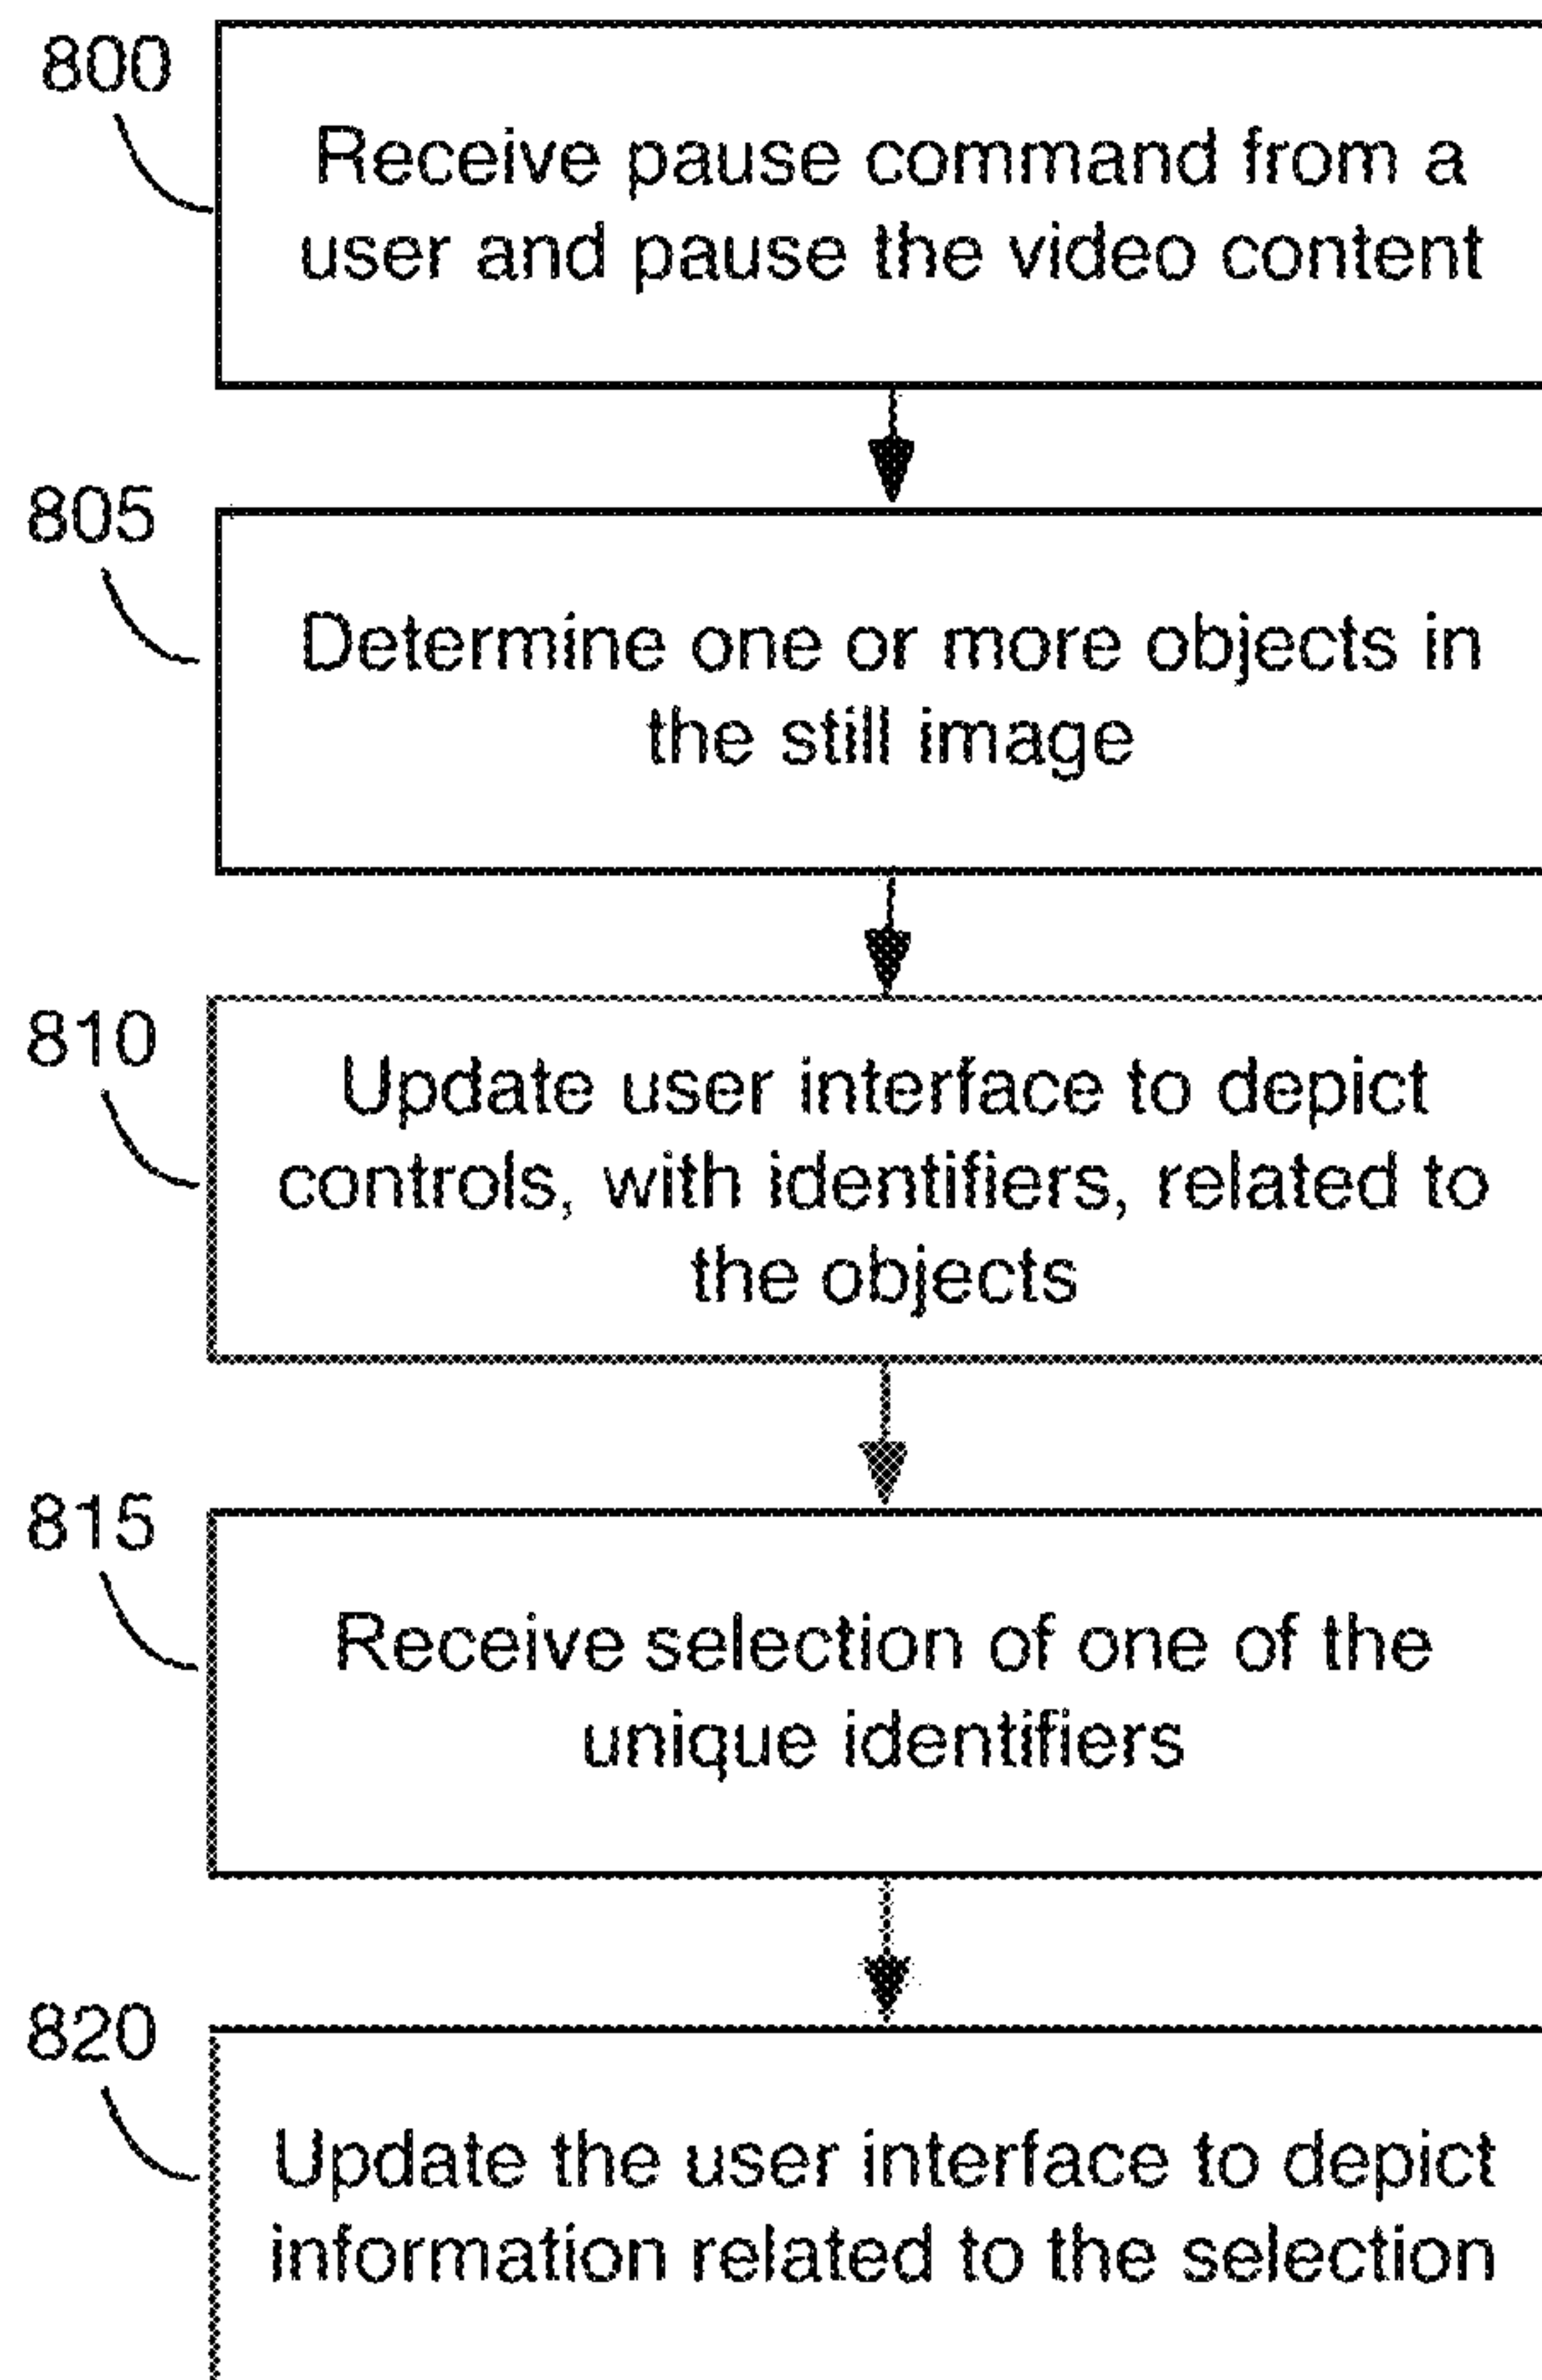 800
Receive pause command from a
user and pause the video content
805
Determine one or more objects in
the still image
810
Update user interface to depict
controls, with identifiers, related to
the objects
815
Receive selection of one of the
unique identifiers
820
Update the user interface to depict
information related to the selection